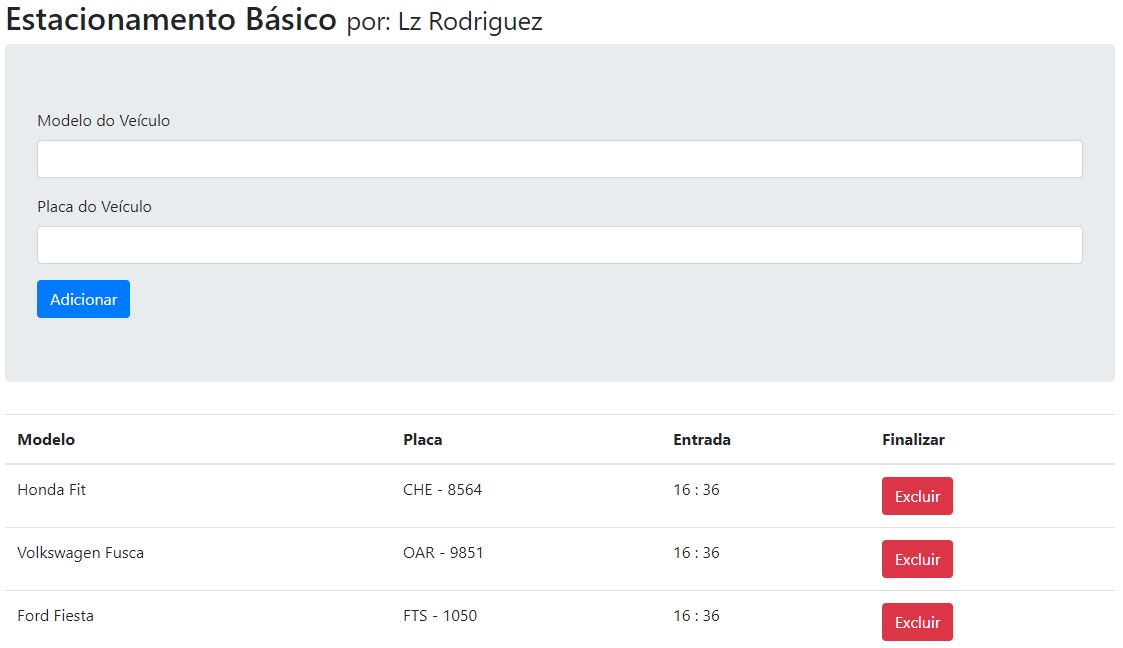 Estacionamento Básico por: Lz Rodriguez
Modelo do Veículo
Placa do Veículo
Adicionar
Modelo Placa Entrada Finalizar
Honda Fit CHE - 8564 16 : 36 Excluir
Volkswagen Fusca OAR - 9851 16 : 36 Excluir
Ford Fiesta FTS - 1050 16 : 36 Excluir